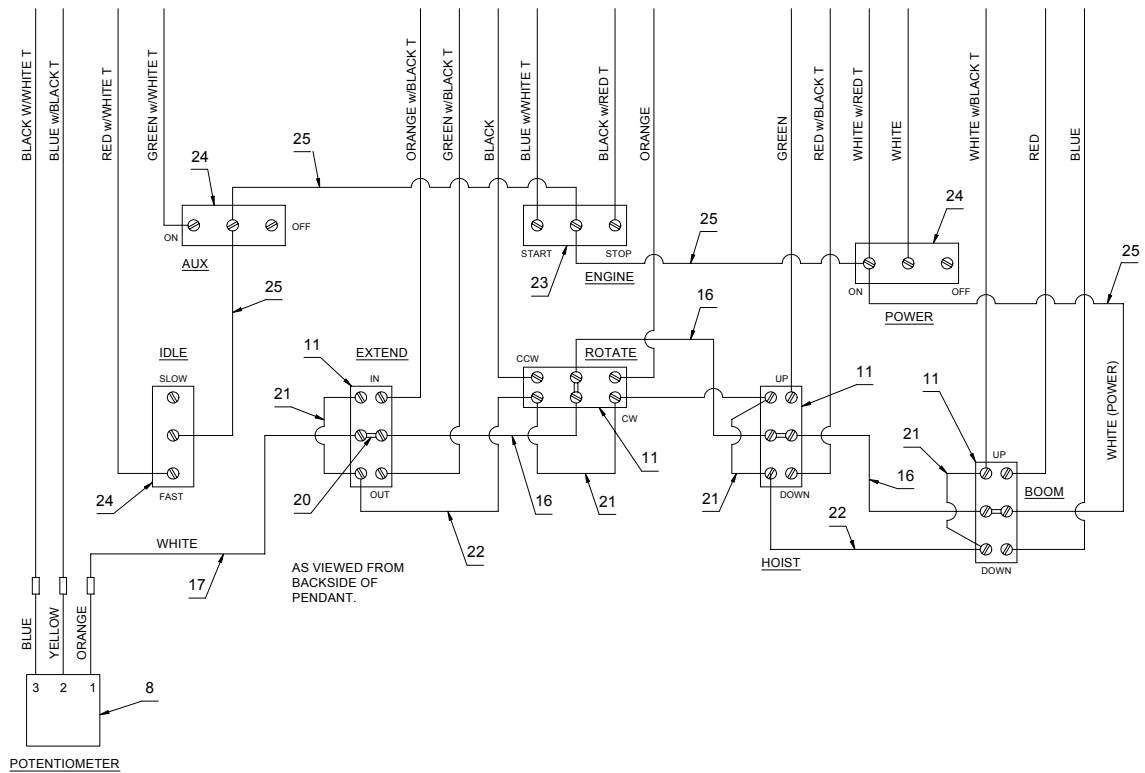 BLACK W/WHITE T
BLUE w/BLACK T
RED w/WHITE T
GREEN w/WHITE T
ORANGE w/BLACK T
GREEN w/BLACK T
BLACK
BLUE w/WHITE T
BLACK w/RED T
ORANGE
GREEN
RED w/BLACK T
WHITE w/RED T
WHITE
WHITE w/BLACK T
RED
BLUE
24
25
ON
OFF
AUX
START
STOP
23
ENGINE
25
24
ON
OFF
POWER
25
25
16
IDLE
SLOW
FAST
24
11
EXTEND
IN
21
20
OUT
CCW
ROTATE
CW
11
16
21
22
UP
11
21
DOWN
HOIST
11
21
UP
BOOM
16
22
DOWN
WHITE (POWER)
WHITE
17
AS VIEWED FROM
BACKSIDE OF
PENDANT.
BLUE
YELLOW
ORANGE
3 2 1
8
POTENTIOMETER